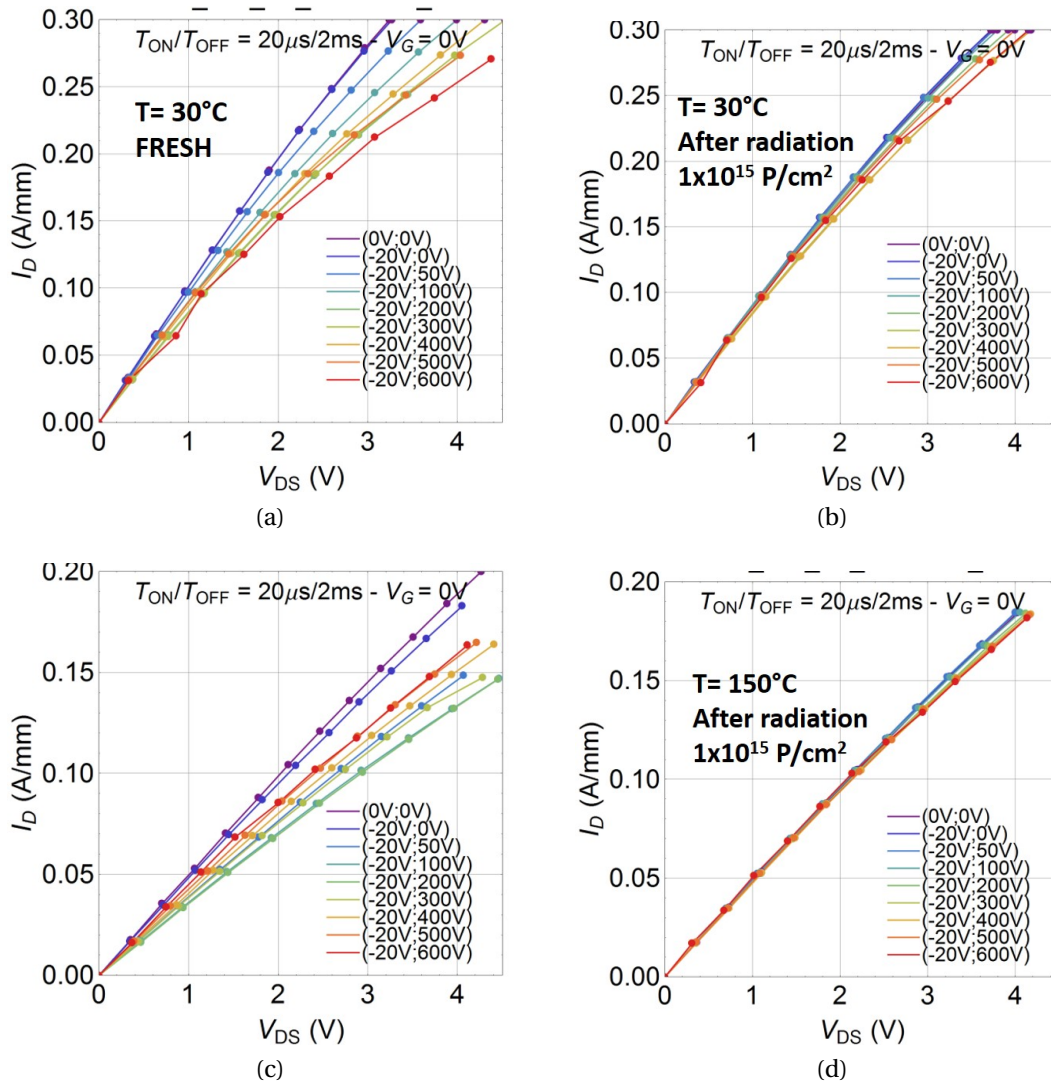 T_ON/T_OFF = 20μs/2ms - V_G = 0V
T= 30°C
FRESH
0.30
0.25
0.20
0.15
0.10
0.05
0.00
I_D (A/mm)
(0V;0V)
(-20V;0V)
(-20V;50V)
(-20V;100V)
(-20V;200V)
(-20V;300V)
(-20V;400V)
(-20V;500V)
(-20V;600V)
0 1 2 3 4
V_DS (V)
(a)
T_ON/T_OFF = 20μs/2ms - V_G = 0V
T= 30°C
After radiation
1x10¹⁵ P/cm²
0.30
0.25
0.20
0.15
0.10
0.05
0.00
I_D (A/mm)
(0V;0V)
(-20V;0V)
(-20V;50V)
(-20V;100V)
(-20V;200V)
(-20V;300V)
(-20V;400V)
(-20V;500V)
(-20V;600V)
0 1 2 3 4
V_DS (V)
(b)
T_ON/T_OFF = 20μs/2ms - V_G = 0V
0.20
0.15
0.10
0.05
0.00
I_D (A/mm)
(0V;0V)
(-20V;0V)
(-20V;50V)
(-20V;100V)
(-20V;200V)
(-20V;300V)
(-20V;400V)
(-20V;500V)
(-20V;600V)
0 1 2 3 4
V_DS (V)
(c)
T_ON/T_OFF = 20μs/2ms - V_G = 0V
T= 150°C
After radiation
1x10¹⁵ P/cm²
0.20
0.15
0.10
0.05
0.00
I_D (A/mm)
(0V;0V)
(-20V;0V)
(-20V;50V)
(-20V;100V)
(-20V;200V)
(-20V;300V)
(-20V;400V)
(-20V;500V)
(-20V;600V)
0 1 2 3 4
V_DS (V)
(d)